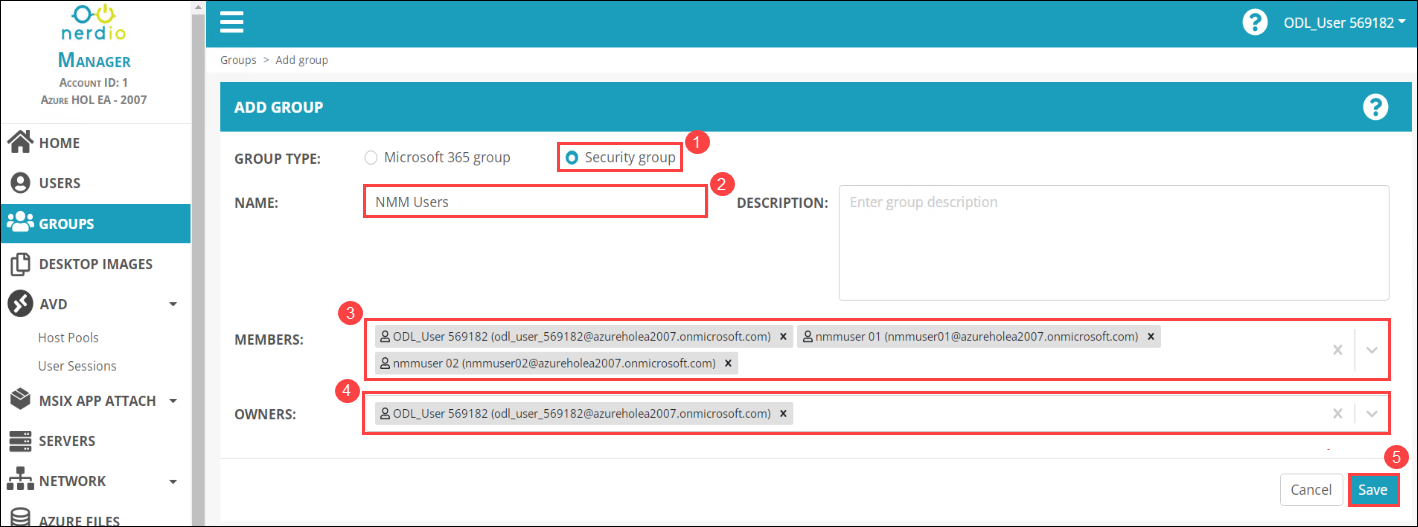 nerdio
MANAGER
ACCOUNT ID: 1
AZURE HOL EA - 2007
HOME
USERS
GROUPS
DESKTOP IMAGES
AVD
Host Pools
User Sessions
MSIX APP ATTACH
SERVERS
NETWORK
AZURE FILES
? ODL_User 569182
Groups > Add group
ADD GROUP ?
1
GROUP TYPE: Microsoft 365 group Security group
2
NAME: NMM Users DESCRIPTION: Enter group description
3
MEMBERS: ODL_User 569182 (odl_user_569182@azureholea2007.onmicrosoft.com) x nmmuser 01 (nmmuser01@azureholea2007.onmicrosoft.com) x
nmmuser 02 (nmmuser02@azureholea2007.onmicrosoft.com) x
4
OWNERS: ODL_User 569182 (odl_user_569182@azureholea2007.onmicrosoft.com) x
5
Cancel Save